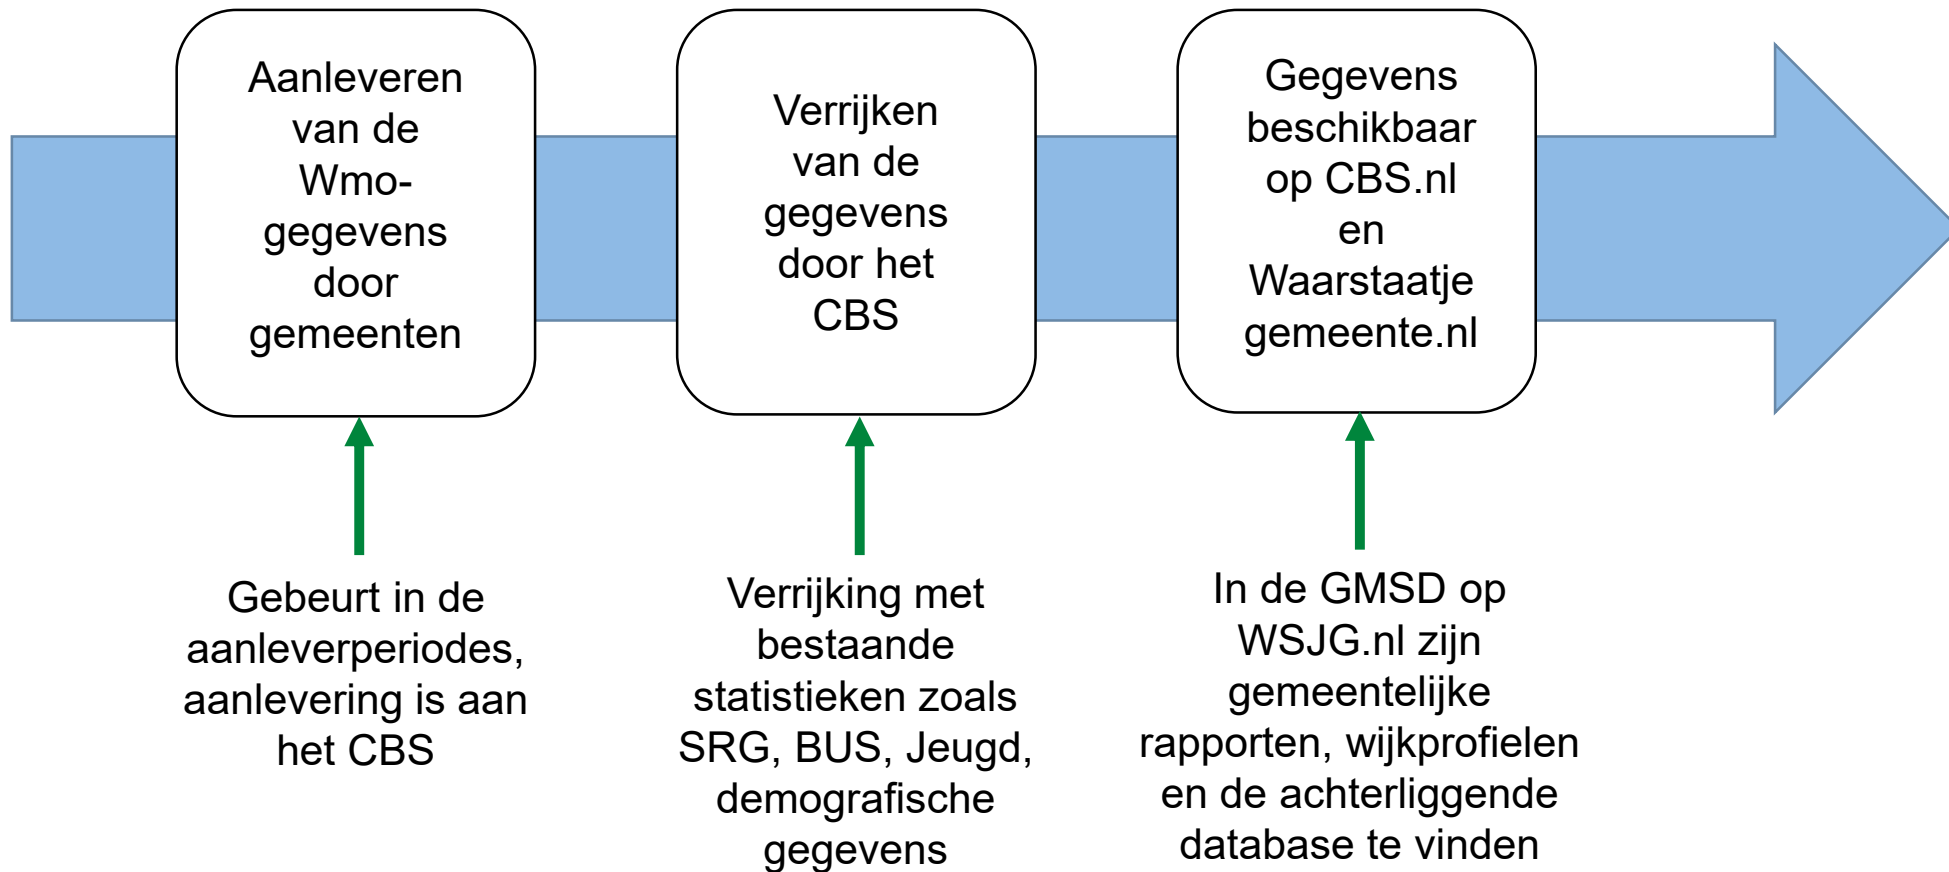 Aanleveren
van de
Wmo-
gegevens
door
gemeenten
Verrijken
van de
gegevens
door het
CBS
Gegevens
beschikbaar
op CBS.nl
en
Waarstaatje
gemeente.nl
Gebeurt in de
aanleverperiodes,
aanlevering is aan
het CBS
Verrijking met
bestaande
statistieken zoals
SRG, BUS, Jeugd,
demografische
gegevens
In de GMSD op
WSJG.nl zijn
gemeentelijke
rapporten, wijkprofielen
en de achterliggende
database te vinden